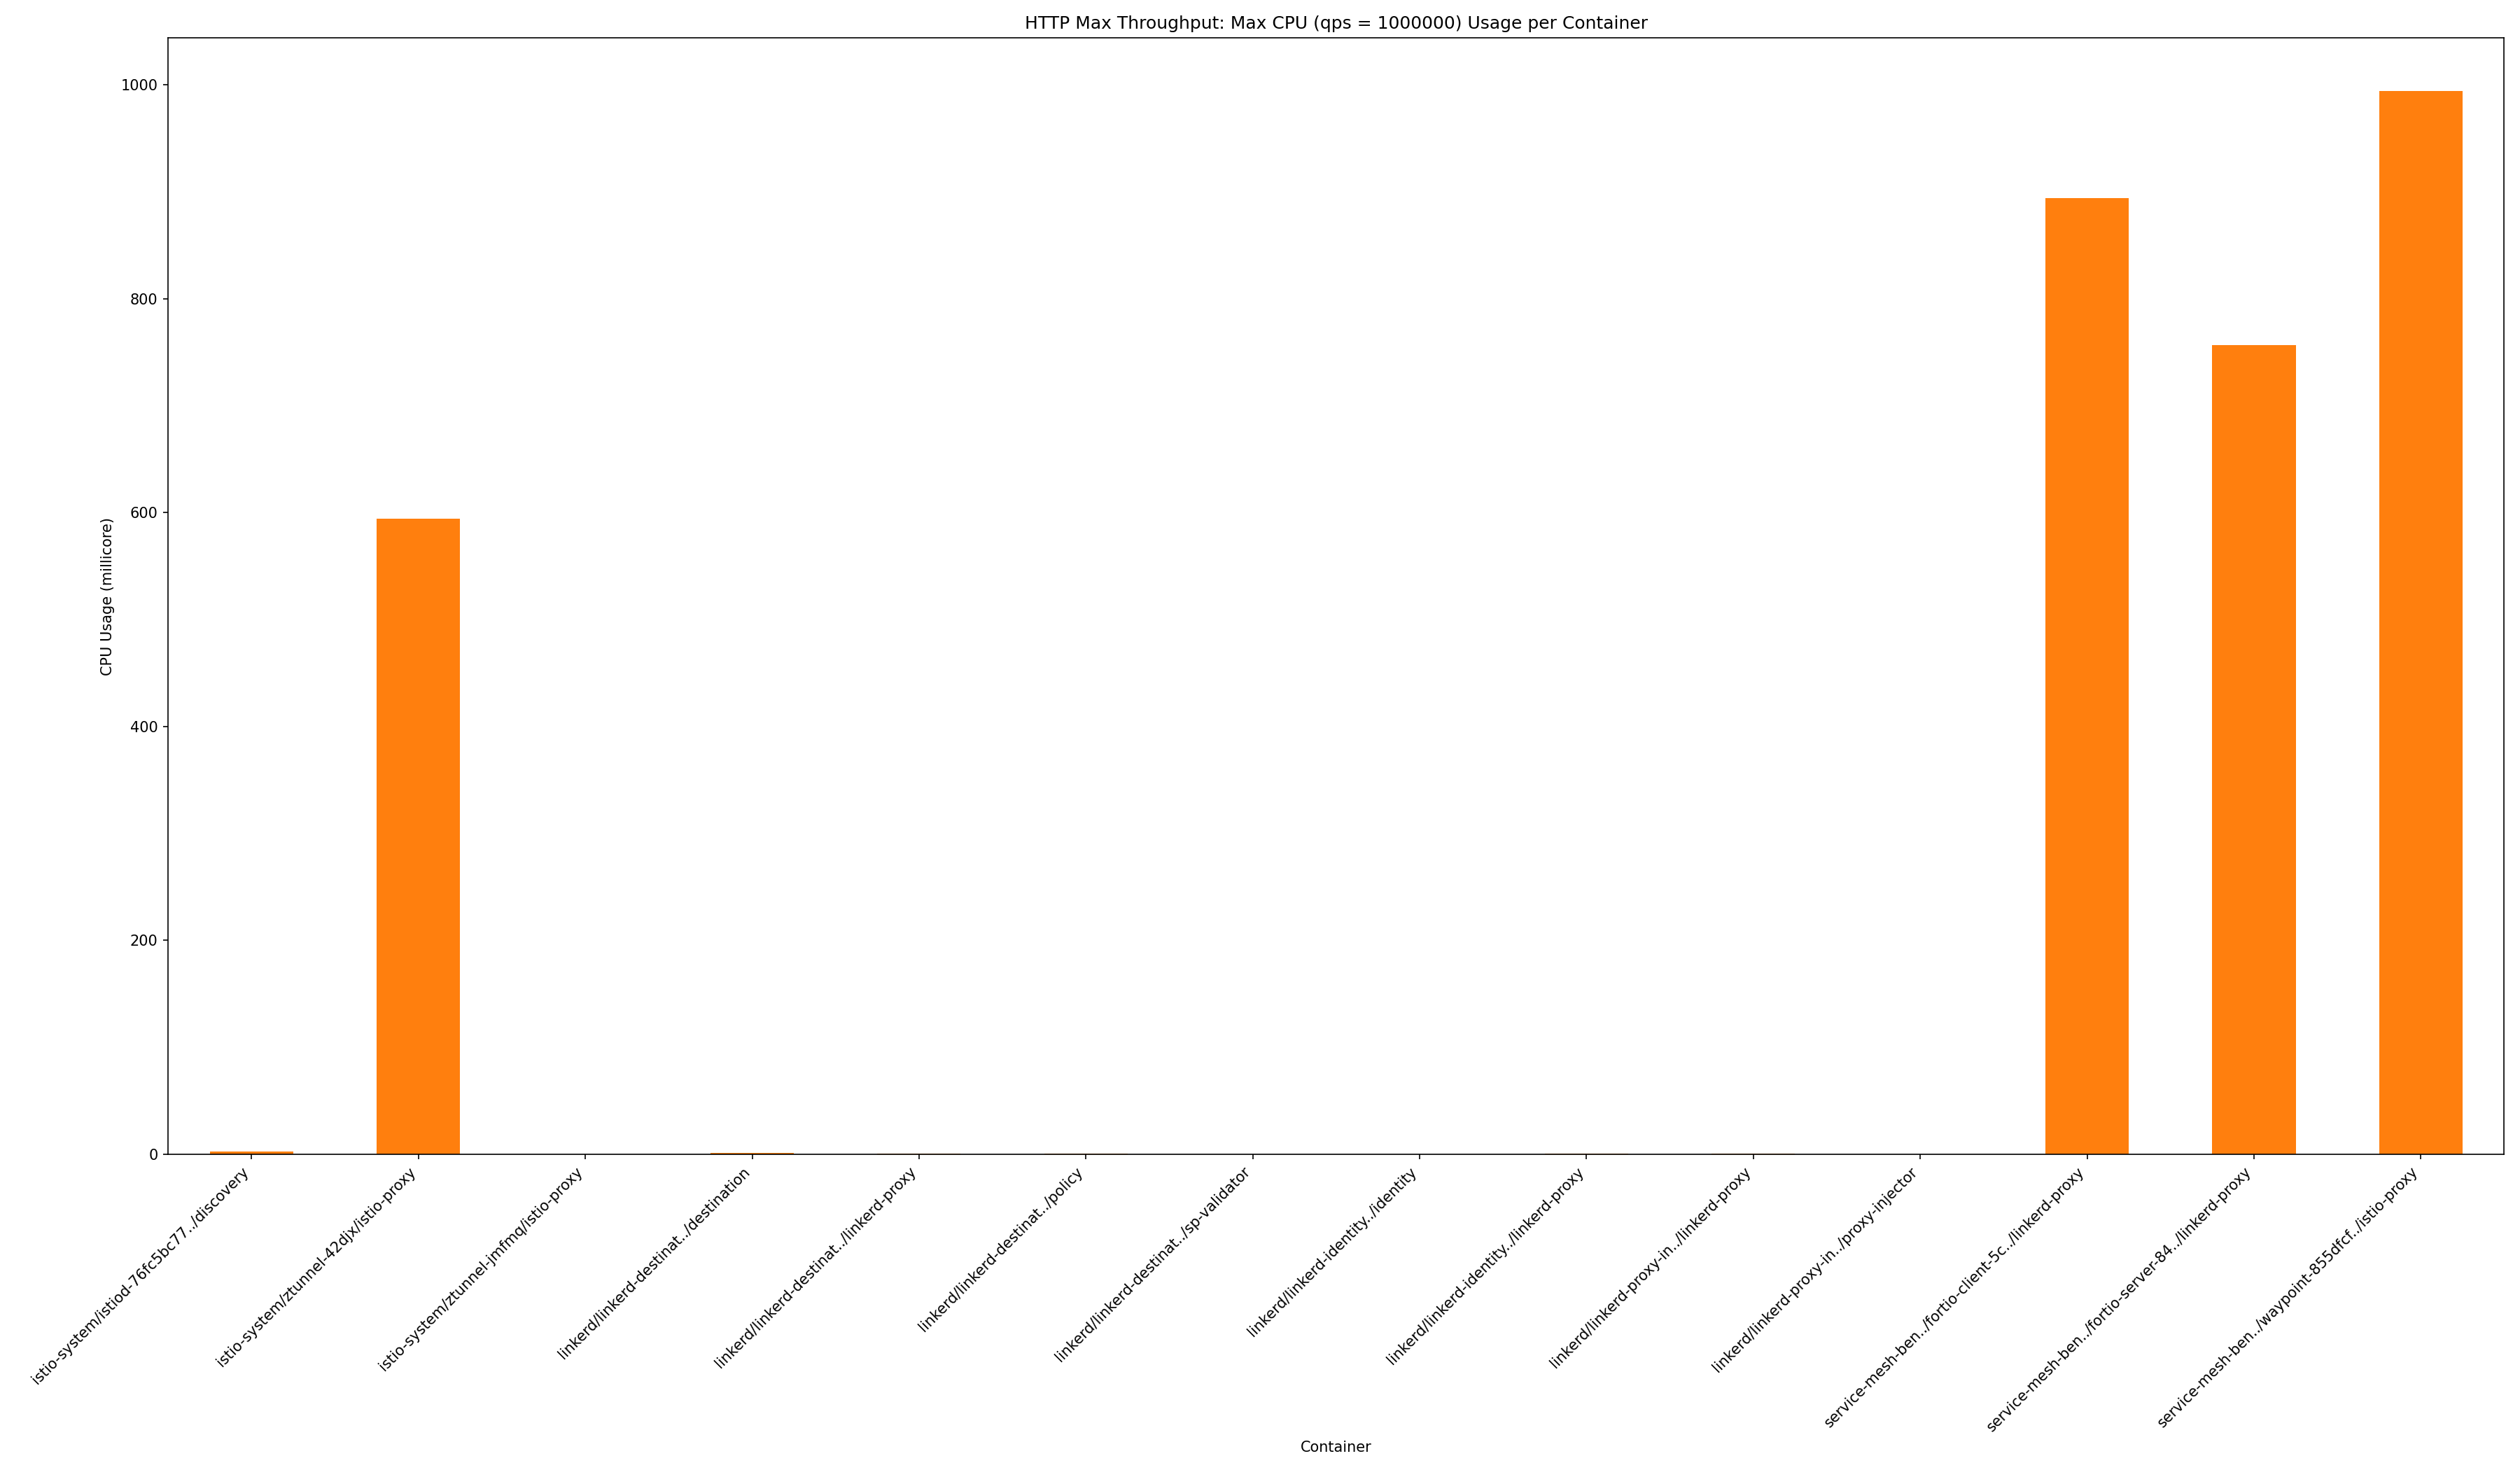 HTTP Max Throughput: Max CPU (qps = 1000000) Usage per Container
1000
800
600
400
200
0
CPU Usage (millicore)
istio-system/istiod-76fc5bc77../discovery
istio-system/ztunnel-42djx/istio-proxy
istio-system/ztunnel-jmfmq/istio-proxy
linkerd/linkerd-destinat../destination
linkerd/linkerd-destinat../linkerd-proxy
linkerd/linkerd-destinat../policy
linkerd/linkerd-destinat../sp-validator
linkerd/linkerd-identity../identity
linkerd/linkerd-identity../linkerd-proxy
linkerd/linkerd-proxy-in../linkerd-proxy
linkerd/linkerd-proxy-in../proxy-injector
service-mesh-ben../fortio-client-5c../linkerd-proxy
service-mesh-ben../fortio-server-84../linkerd-proxy
service-mesh-ben../waypoint-855dfcf../istio-proxy
Container